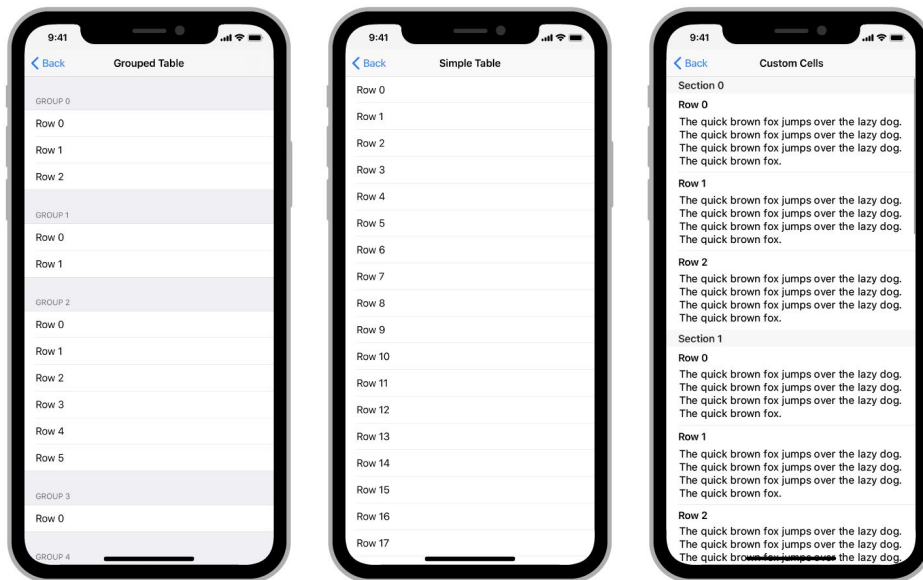 9:41
Back
Grouped Table
GROUP 0
Row 0
Row 1
Row 2
GROUP 1
Row 0
Row 1
GROUP 2
Row 0
Row 1
Row 2
Row 3
Row 4
Row 5
GROUP 3
Row 0
GROUP 4
9:41
Back
Simple Table
Row 0
Row 1
Row 2
Row 3
Row 4
Row 5
Row 6
Row 7
Row 8
Row 9
Row 10
Row 11
Row 12
Row 13
Row 14
Row 15
Row 16
Row 17
9:41
Back
Custom Cells
Section 0
Row 0
The quick brown fox jumps over the lazy dog.
The quick brown fox jumps over the lazy dog.
The quick brown fox jumps over the lazy dog.
The quick brown fox.
Row 1
The quick brown fox jumps over the lazy dog.
The quick brown fox jumps over the lazy dog.
The quick brown fox jumps over the lazy dog.
The quick brown fox.
Row 2
The quick brown fox jumps over the lazy dog.
The quick brown fox jumps over the lazy dog.
The quick brown fox jumps over the lazy dog.
The quick brown fox.
Section 1
Row 0
The quick brown fox jumps over the lazy dog.
The quick brown fox jumps over the lazy dog.
The quick brown fox jumps over the lazy dog.
The quick brown fox.
Row 1
The quick brown fox jumps over the lazy dog.
The quick brown fox jumps over the lazy dog.
The quick brown fox jumps over the lazy dog.
The quick brown fox.
Row 2
The quick brown fox jumps over the lazy dog.
The quick brown fox jumps over the lazy dog.
The quick brown fox jumps over the lazy dog.